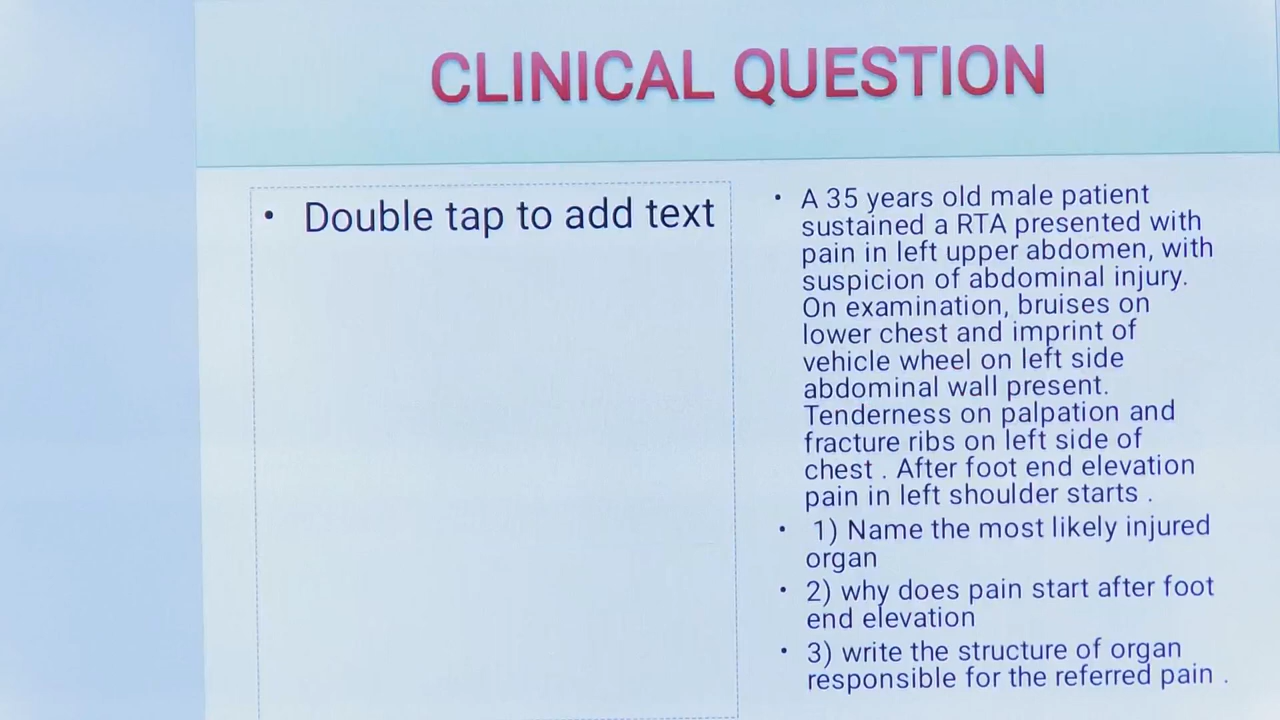 CLINICAL QUESTION
• Double tap to add text
• A 35 years old male patient
sustained a RTA presented with
pain in left upper abdomen, with
suspicion of abdominal injury.
On examination, bruises on
lower chest and imprint of
vehicle wheel on left side
abdominal wall present.
Tenderness on palpation and
fracture ribs on left side of
chest . After foot end elevation
pain in left shoulder starts .
• 1) Name the most likely injured
organ
• 2) why does pain start after foot
end elevation
• 3) write the structure of organ
responsible for the referred pain .